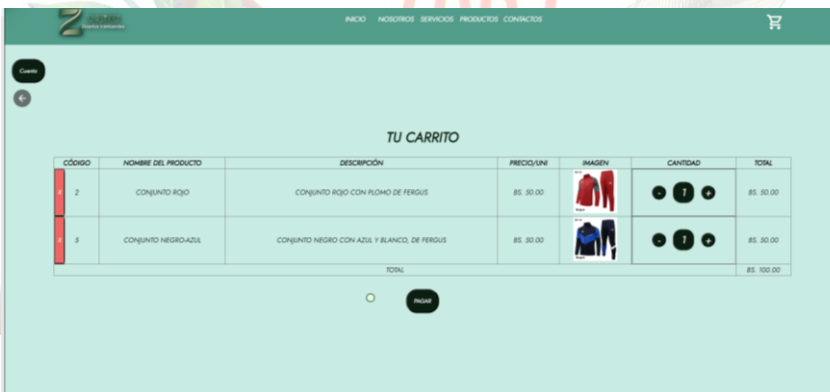 INICIO NOSOTROS SERVICIOS PRODUCTOS CONTACTOS
Cuenta
TU CARRITO
CÓDIGO NOMBRE DEL PRODUCTO DESCRIPCIÓN PRECIO/UNI IMAGEN CANTIDAD TOTAL
X 2 CONJUNTO ROJO CONJUNTO ROJO CON PLOMO DE FERGUS BS. 50.00 - 1 + BS. 50.00
X 5 CONJUNTO NEGRO-AZUL CONJUNTO NEGRO CON AZUL Y BLANCO, DE FERGUS BS. 50.00 - 1 + BS. 50.00
TOTAL BS. 100.00
PAGAR